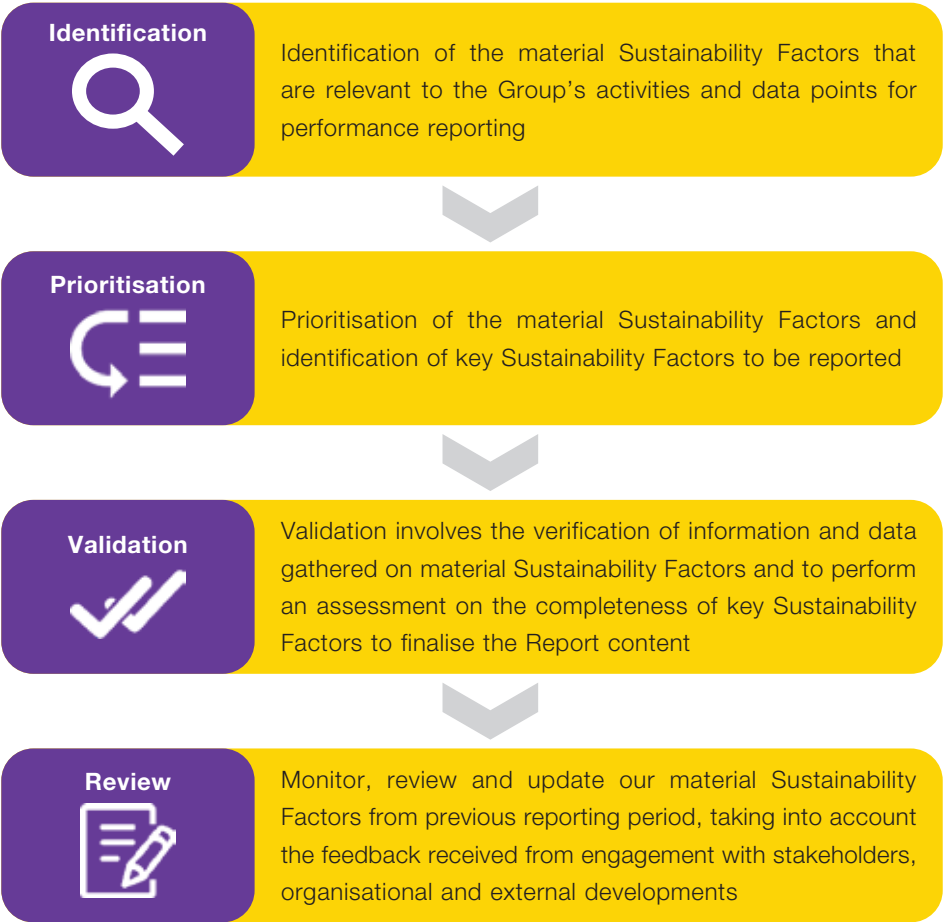 Identification
Identification of the material Sustainability Factors that
are relevant to the Group’s activities and data points for
performance reporting
Prioritisation
Prioritisation of the material Sustainability Factors and
identification of key Sustainability Factors to be reported
Validation
Validation involves the verification of information and data
gathered on material Sustainability Factors and to perform
an assessment on the completeness of key Sustainability
Factors to finalise the Report content
Review
Monitor, review and update our material Sustainability
Factors from previous reporting period, taking into account
the feedback received from engagement with stakeholders,
organisational and external developments